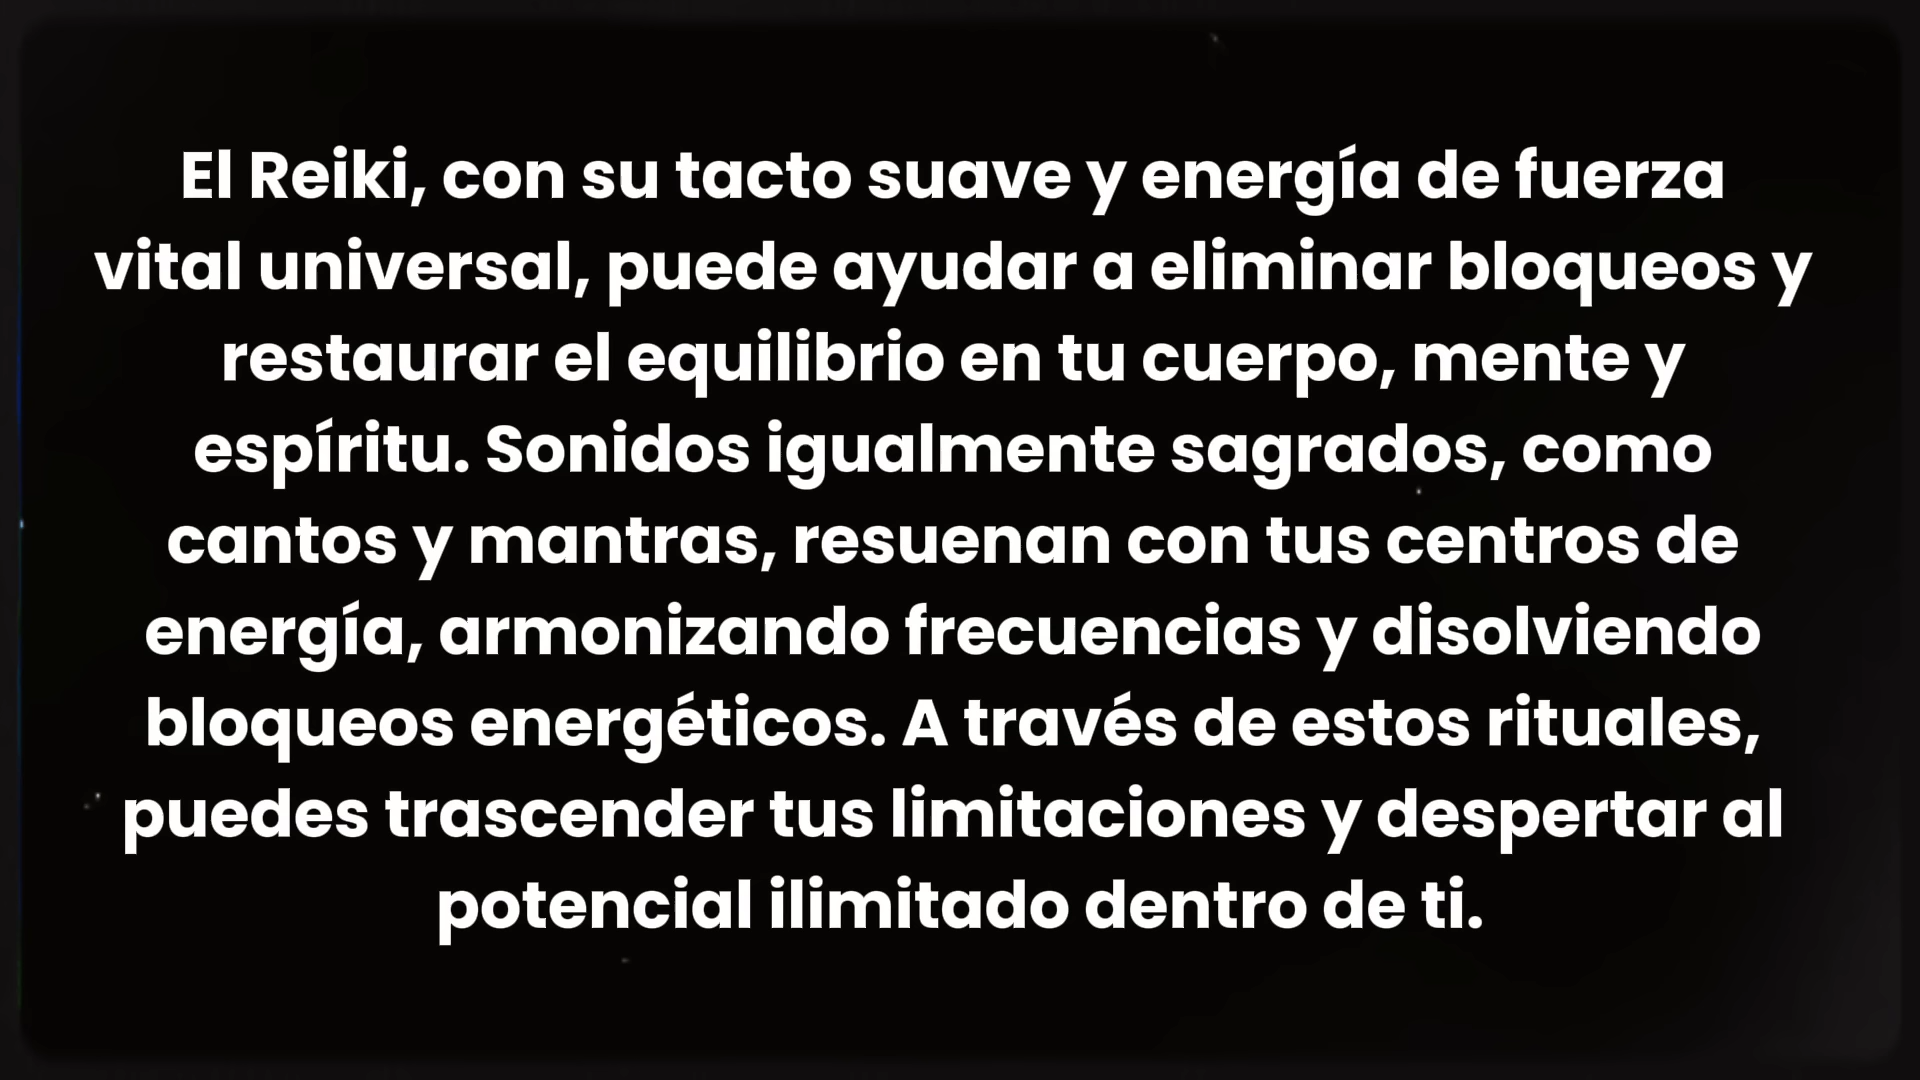 El Reiki, con su tacto suave y energía de fuerza
vital universal, puede ayudar a eliminar bloqueos y
restaurar el equilibrio en tu cuerpo, mente y
espíritu. Sonidos igualmente sagrados, como
cantos y mantras, resuenan con tus centros de
energía, armonizando frecuencias y disolviendo
bloqueos energéticos. A través de estos rituales,
puedes trascender tus limitaciones y despertar al
potencial ilimitado dentro de ti.